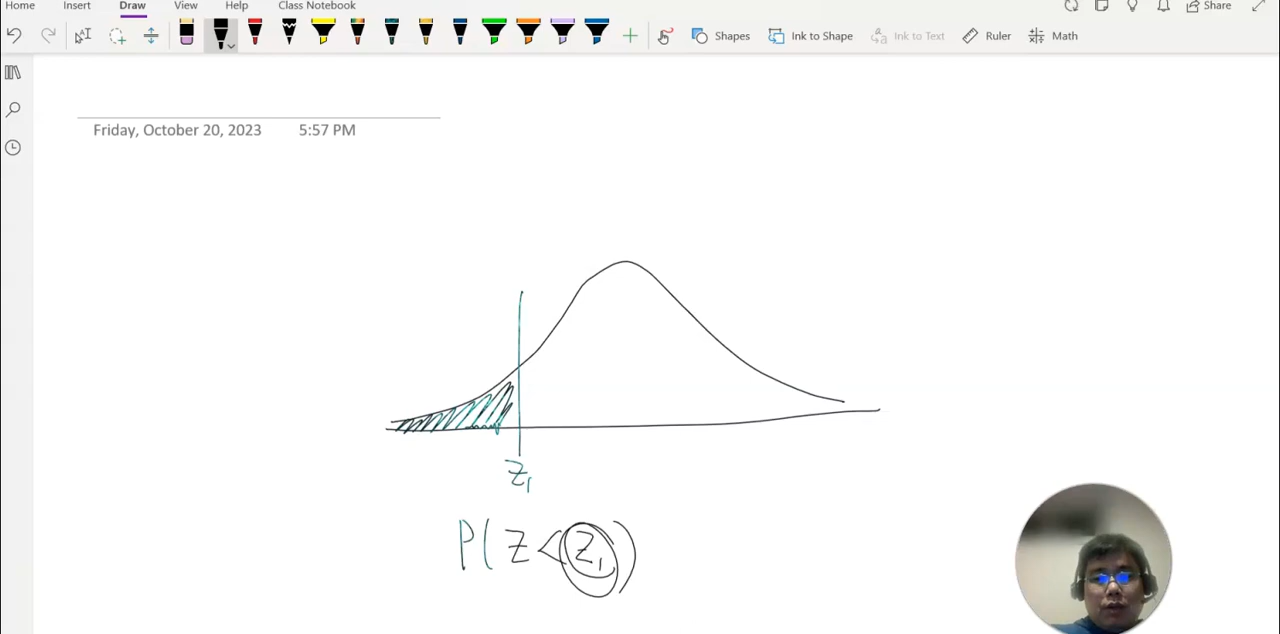 Home Insert Draw View Help Class Notebook Share
Shapes Ink to Shape Ink to Text Ruler Math
Friday, October 20, 2023 5:57 PM
Z₁
P(Z < Z₁)